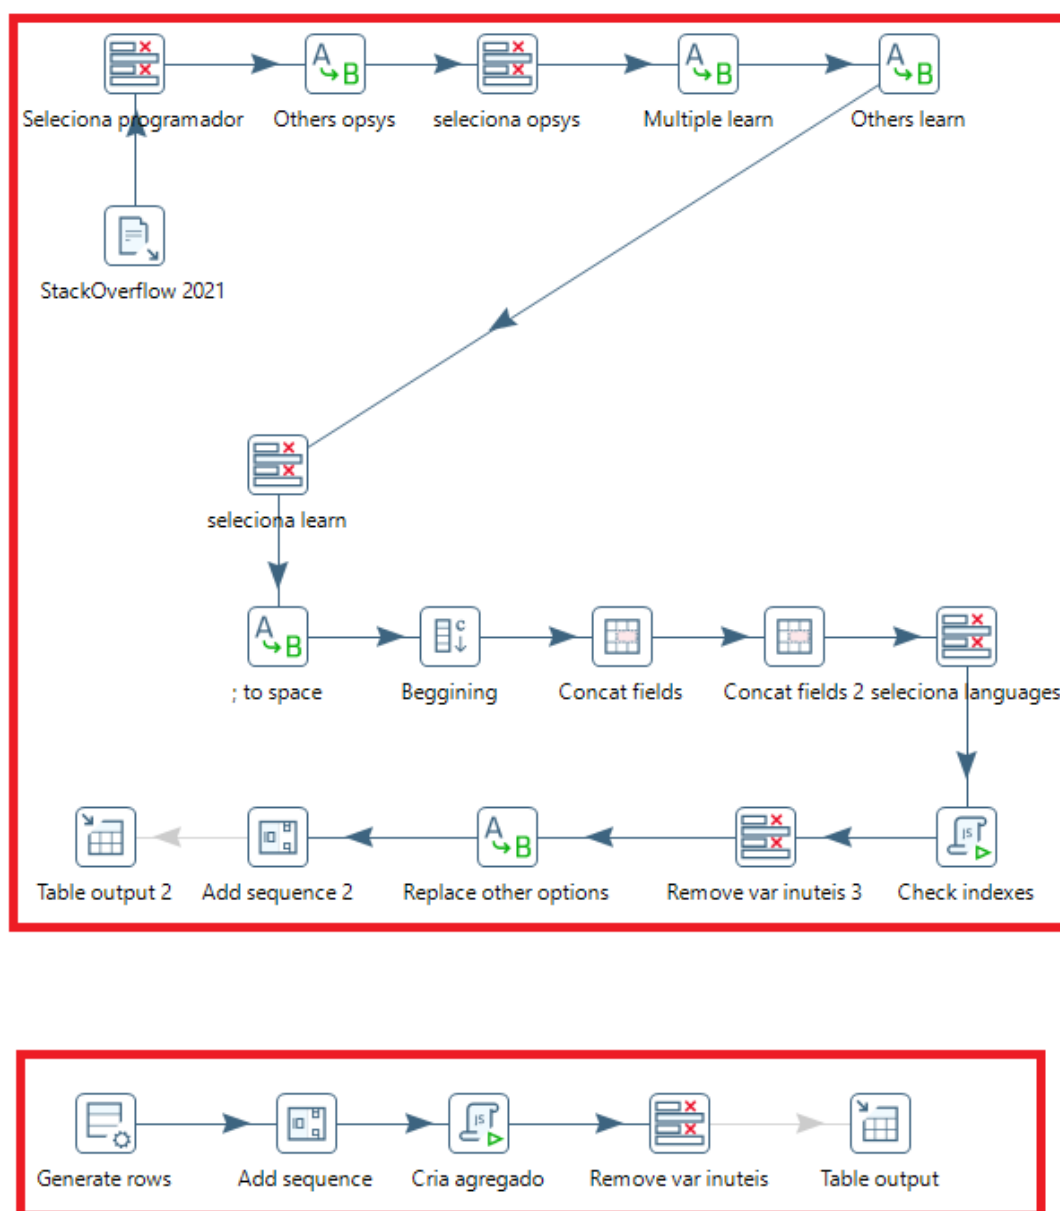 Seleciona programador
Others opsys
seleciona opsys
Multiple learn
Others learn
StackOverflow 2021
seleciona learn
; to space
Beggining
Concat fields
Concat fields 2
seleciona languages
Table output 2
Add sequence 2
Replace other options
Remove var inuteis 3
Check indexes
Generate rows
Add sequence
Cria agregado
Remove var inuteis
Table output